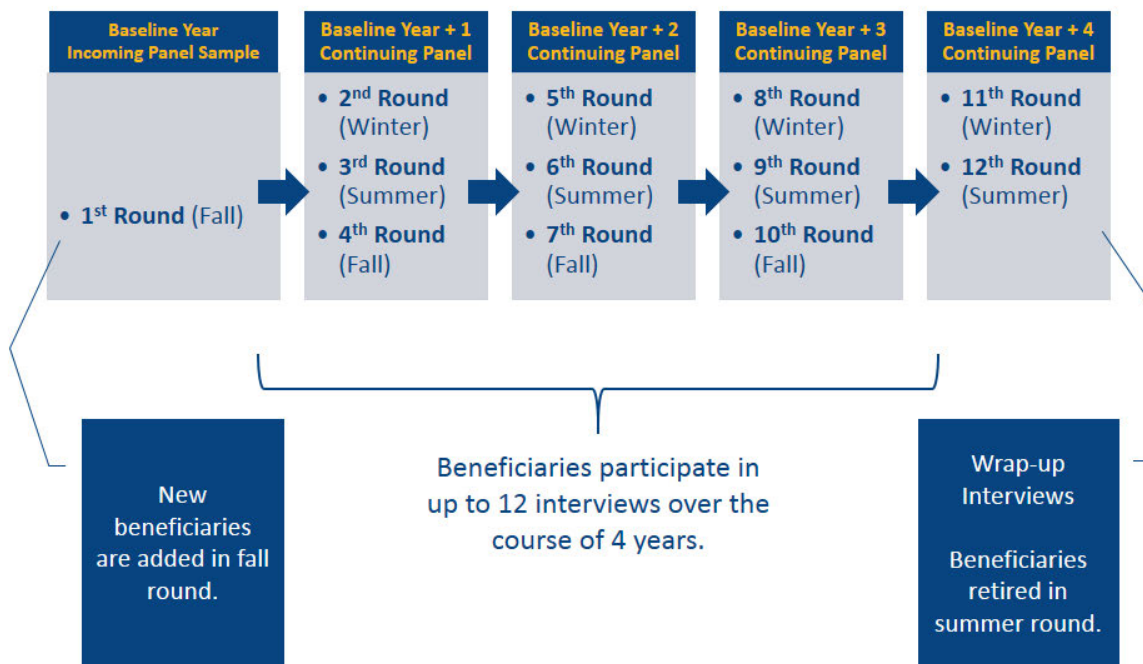 Baseline Year
Incoming Panel Sample
• 1st Round (Fall)
Baseline Year + 1
Continuing Panel
• 2nd Round
(Winter)
• 3rd Round
(Summer)
• 4th Round
(Fall)
Baseline Year + 2
Continuing Panel
• 5th Round
(Winter)
• 6th Round
(Summer)
• 7th Round
(Fall)
Baseline Year + 3
Continuing Panel
• 8th Round
(Winter)
• 9th Round
(Summer)
• 10th Round
(Fall)
Baseline Year + 4
Continuing Panel
• 11th Round
(Winter)
• 12th Round
(Summer)
New
beneficiaries
are added in fall
round.
Beneficiaries participate in
up to 12 interviews over the
course of 4 years.
Wrap-up
Interviews
Beneficiaries
retired in
summer round.